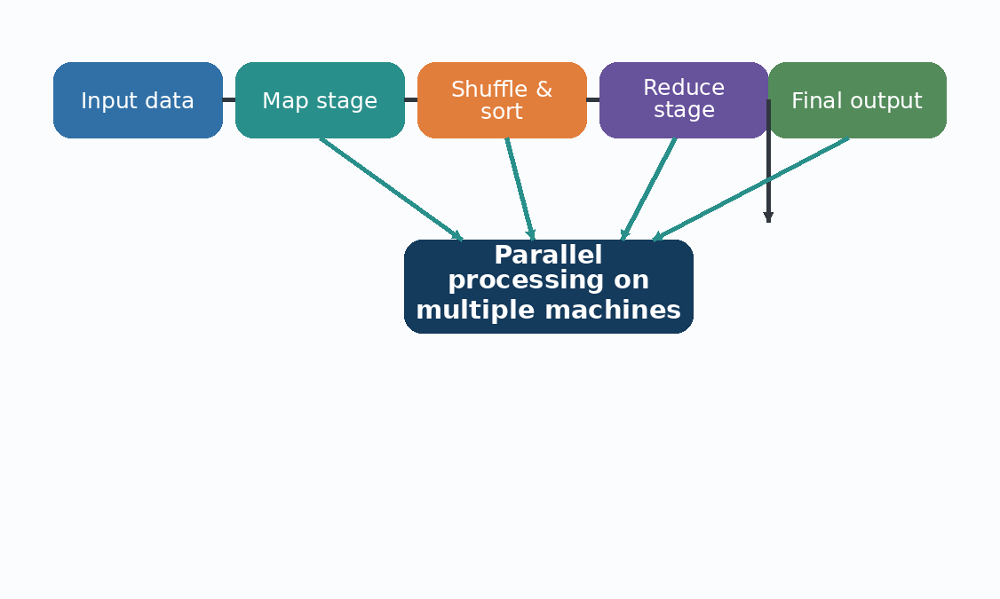 Input data
Map stage
Shuffle &
sort
Reduce
stage
Final output
Parallel
processing on
multiple machines